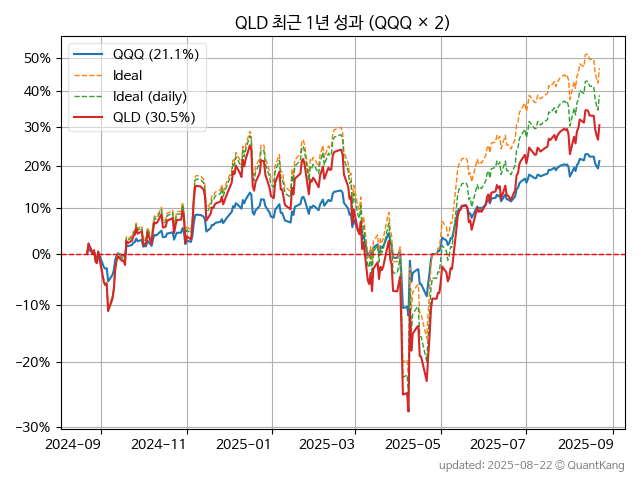 QLD 최근 1년 성과 (QQQ × 2)
QQQ (21.1%)
Ideal
Ideal (daily)
QLD (30.5%)
50%
40%
30%
20%
10%
0%
−10%
−20%
−30%
2024-09 2024-11 2025-01 2025-03 2025-05 2025-07 2025-09
updated: 2025-08-22 © QuantKang